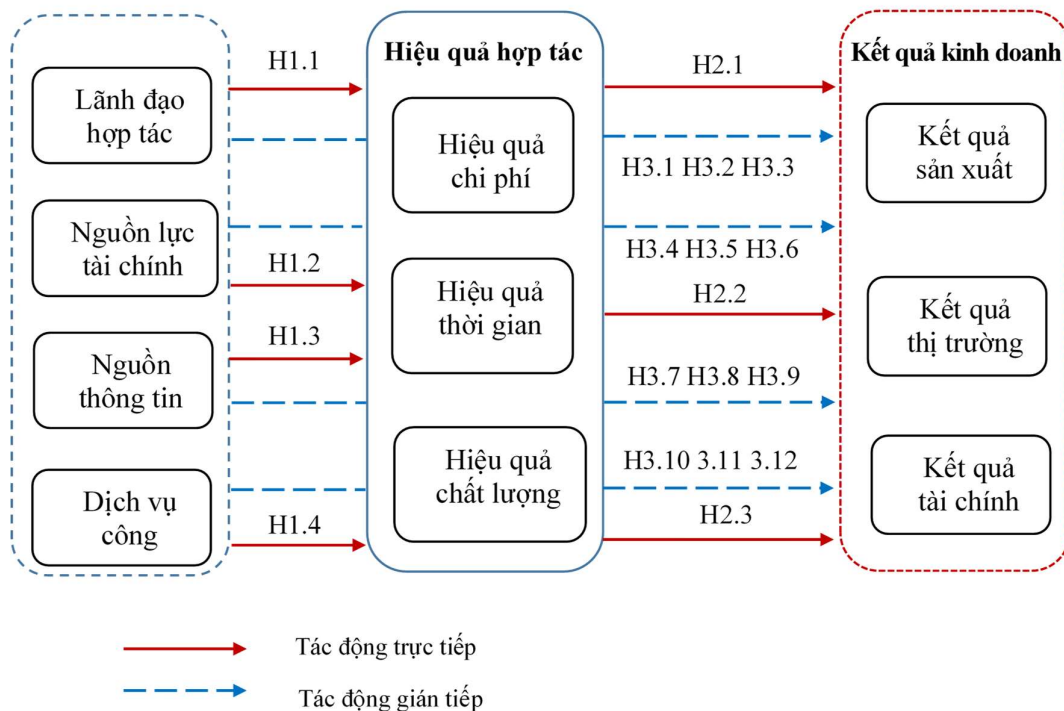 Lãnh đạo
hợp tác
Nguồn lực
tài chính
Nguồn
thông tin
Dịch vụ
công
H1.1
H1.2
H1.3
H1.4
Hiệu quả hợp tác
Hiệu quả
chi phí
Hiệu quả
thời gian
Hiệu quả
chất lượng
H2.1
H3.1 H3.2 H3.3
H3.4 H3.5 H3.6
H2.2
H3.7 H3.8 H3.9
H3.10 3.11 3.12
H2.3
Kết quả kinh doanh
Kết quả
sản xuất
Kết quả
thị trường
Kết quả
tài chính
Tác động trực tiếp
Tác động gián tiếp